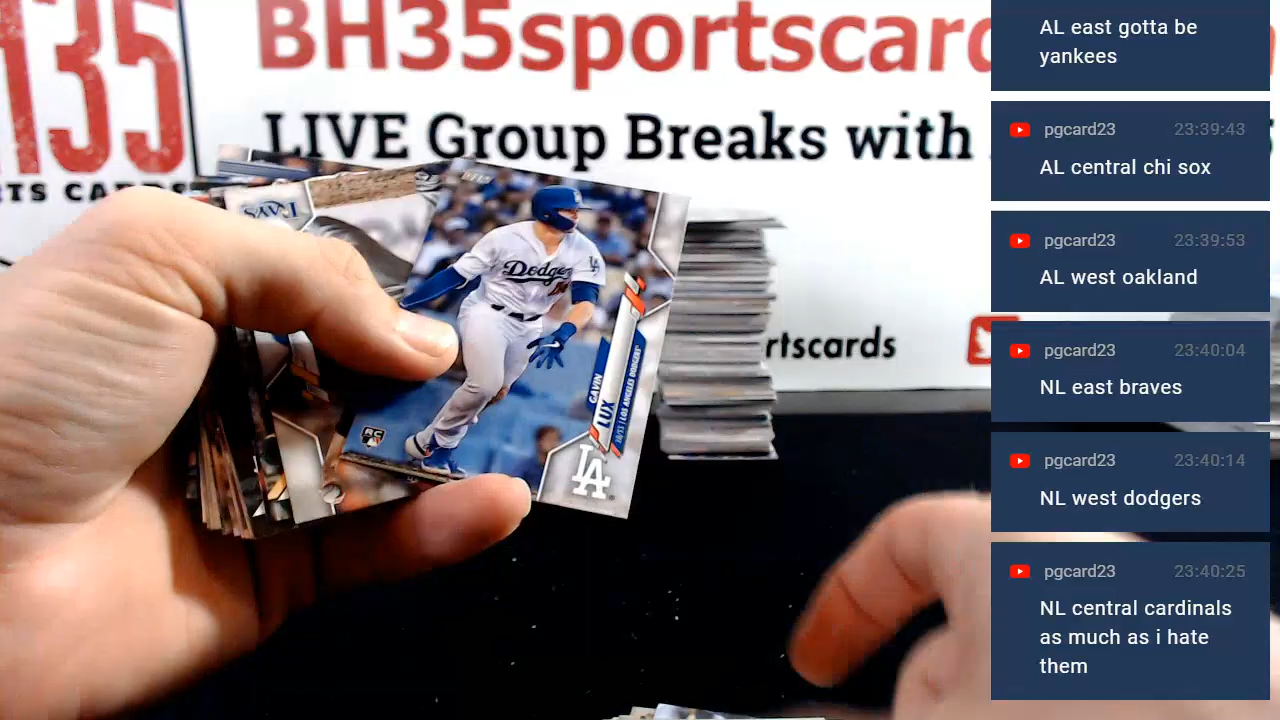 135
BH35sportscard
LIVE Group Breaks with
RTS CARDS
RAYS
Dodgers
GAVIN
LUX
LOS ANGELES DODGERS
RC
LA
rtscards
AL east gotta be
yankees
pgcard23 23:39:43
AL central chi sox
pgcard23 23:39:53
AL west oakland
pgcard23 23:40:04
NL east braves
pgcard23 23:40:14
NL west dodgers
pgcard23 23:40:25
NL central cardinals
as much as i hate
them